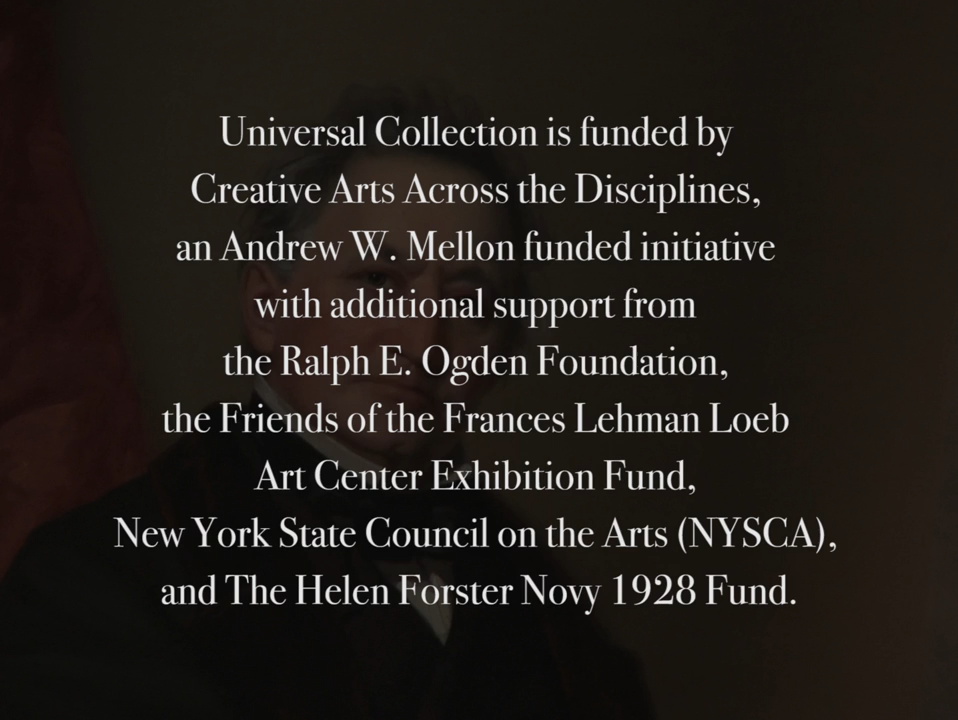 Universal Collection is funded by
Creative Arts Across the Disciplines,
an Andrew W. Mellon funded initiative
with additional support from
the Ralph E. Ogden Foundation,
the Friends of the Frances Lehman Loeb
Art Center Exhibition Fund,
New York State Council on the Arts (NYSCA),
and The Helen Forster Novy 1928 Fund.